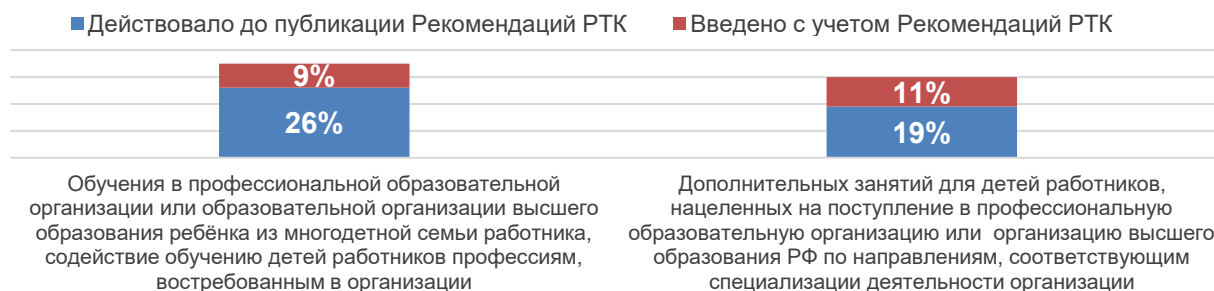 Действовало до публикации Рекомендаций РТК Введено с учетом Рекомендаций РТК
9%
26%
11%
19%
Обучения в профессиональной образовательной
организации или образовательной организации высшего
образования ребёнка из многодетной семьи работника,
содействие обучению детей работников профессиям,
востребованным в организации
Дополнительных занятий для детей работников,
нацеленных на поступление в профессиональную
образовательную организацию или организацию высшего
образования РФ по направлениям, соответствующим
специализации деятельности организации